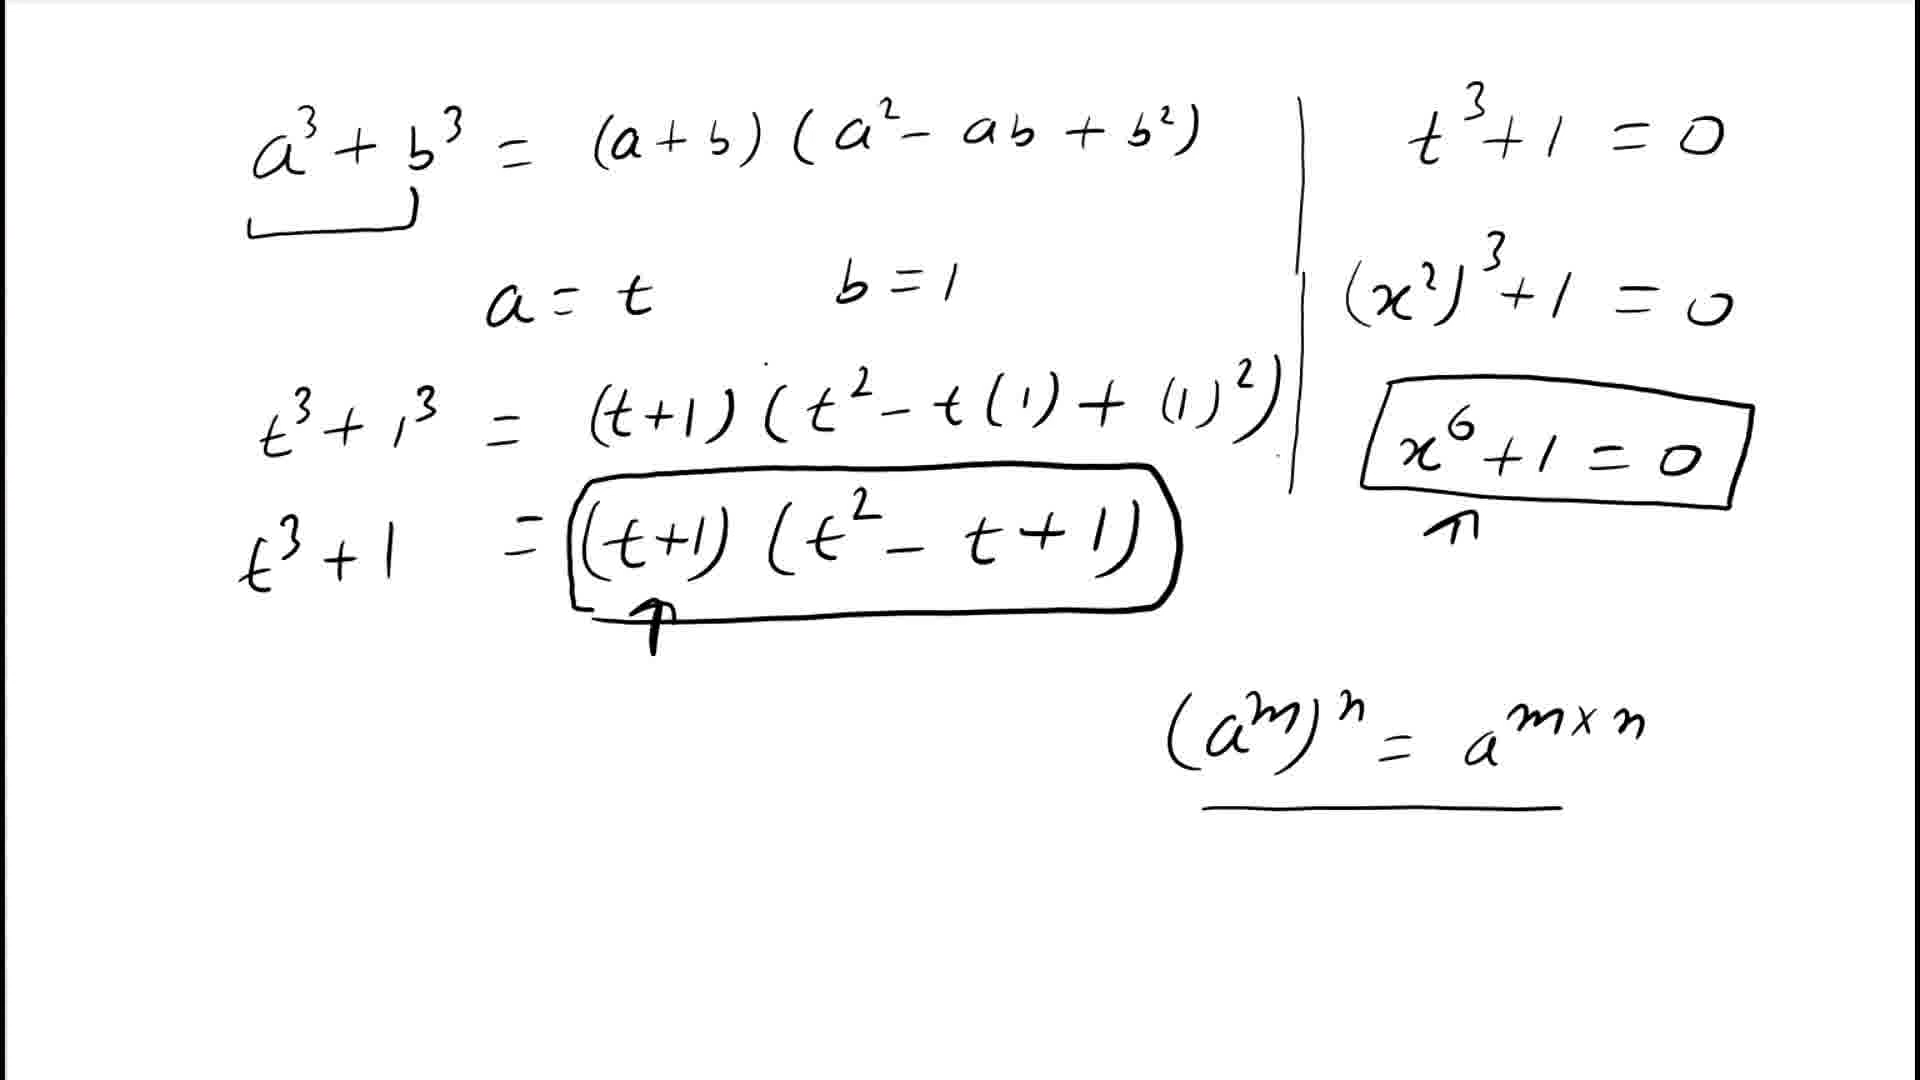 a³ + b³ = (a + b) (a² - ab + b²)
a = t b = 1
t³ + 1³ = (t+1) (t² - t(1) + (1)²)
t³ + 1 = (t+1) (t² - t + 1)
t³ + 1 = 0
(x²)³ + 1 = 0
x⁶ + 1 = 0
(aᵐ)ⁿ = aᵐ ˣ ⁿ